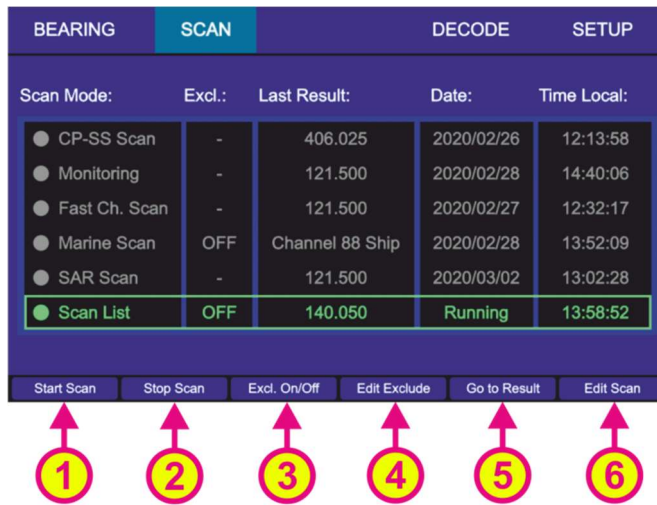 BEARING SCAN DECODE SETUP
Scan Mode: Excl.: Last Result: Date: Time Local:
CP-SS Scan - 406.025 2020/02/26 12:13:58
Monitoring - 121.500 2020/02/28 14:40:06
Fast Ch. Scan - 121.500 2020/02/27 12:32:17
Marine Scan OFF Channel 88 Ship 2020/02/28 13:52:09
SAR Scan - 121.500 2020/03/02 13:02:28
Scan List OFF 140.050 Running 13:58:52
Start Scan Stop Scan Excl. On/Off Edit Exclude Go to Result Edit Scan
1 2 3 4 5 6